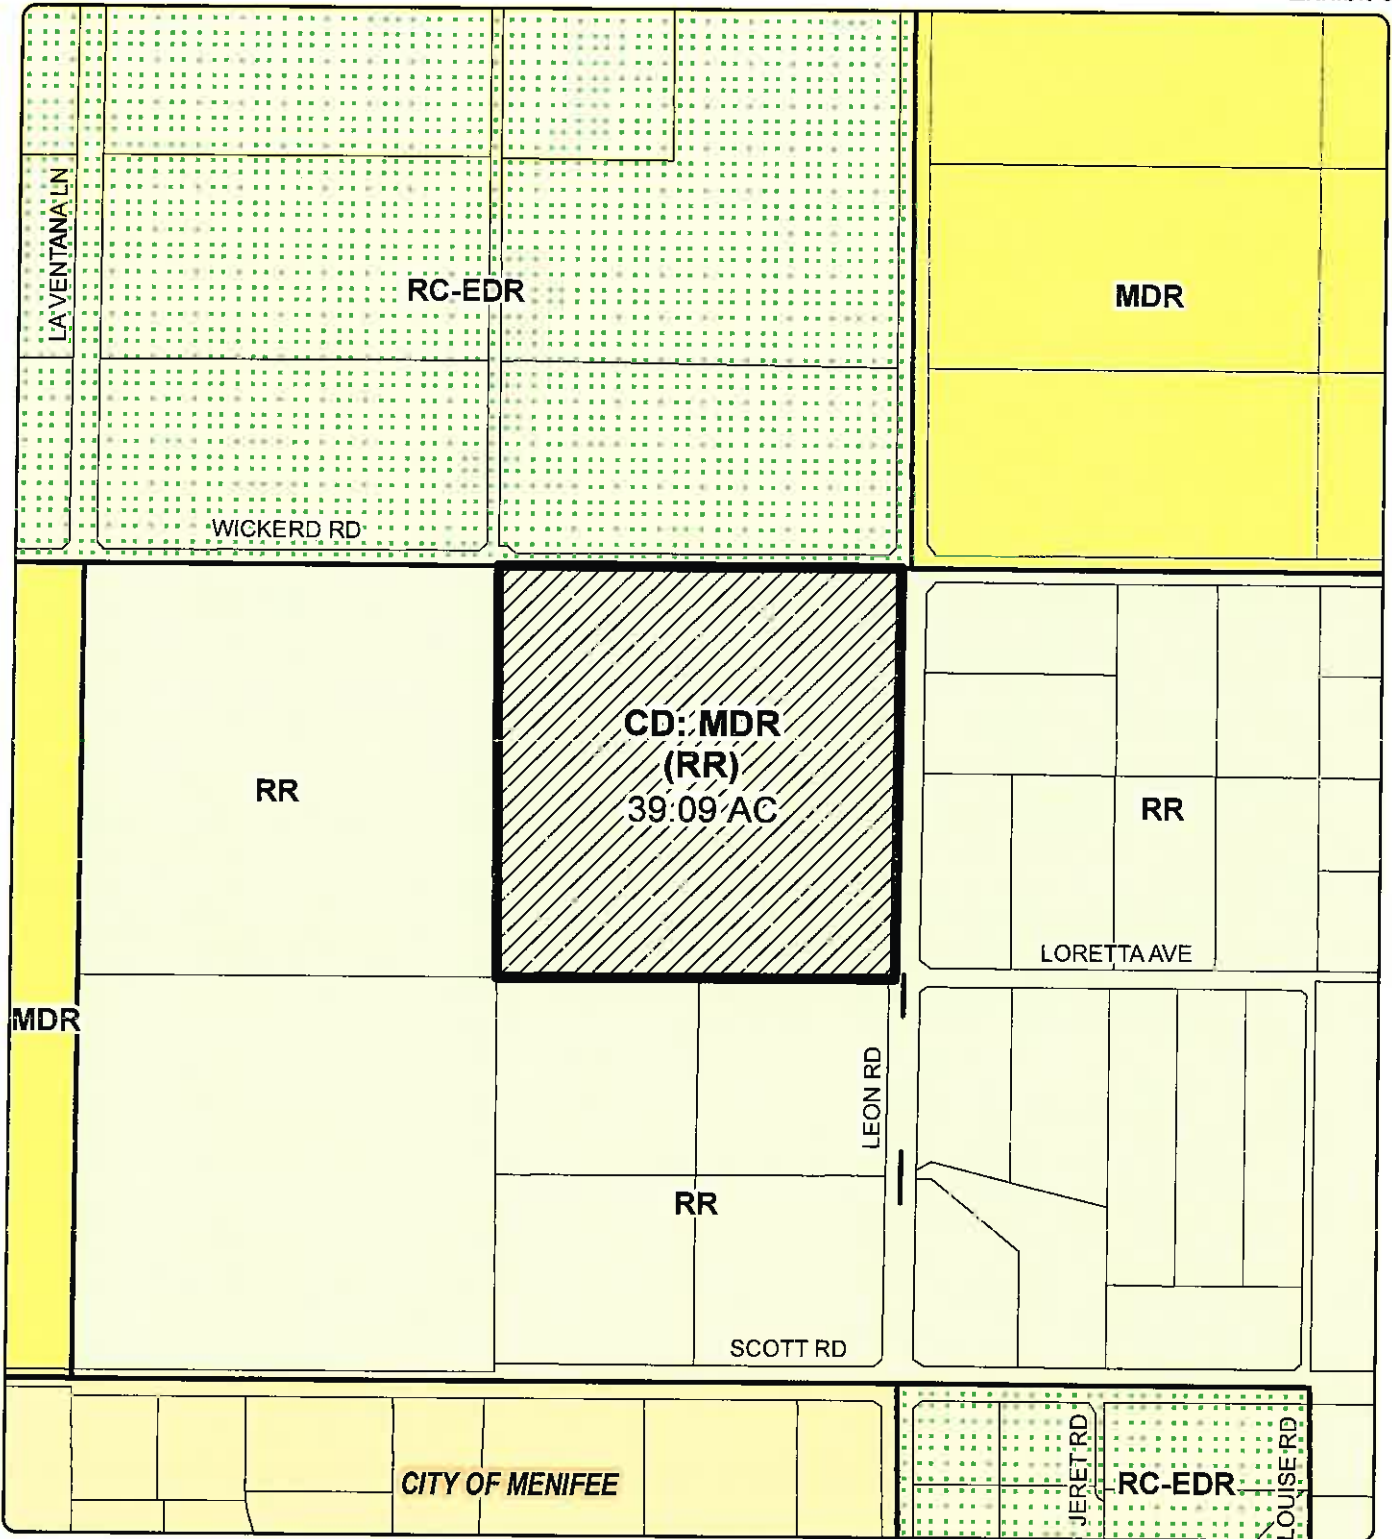 LA VENTANA LN
RC-EDR
MDR
WICKERD RD
CD: MDR
(RR)
39.09 AC
RR
RR
LORETTA AVE
MDR
LEON RD
RR
SCOTT RD
CITY OF MENIFEE
JERET RD
RC-EDR
LOUISE RD